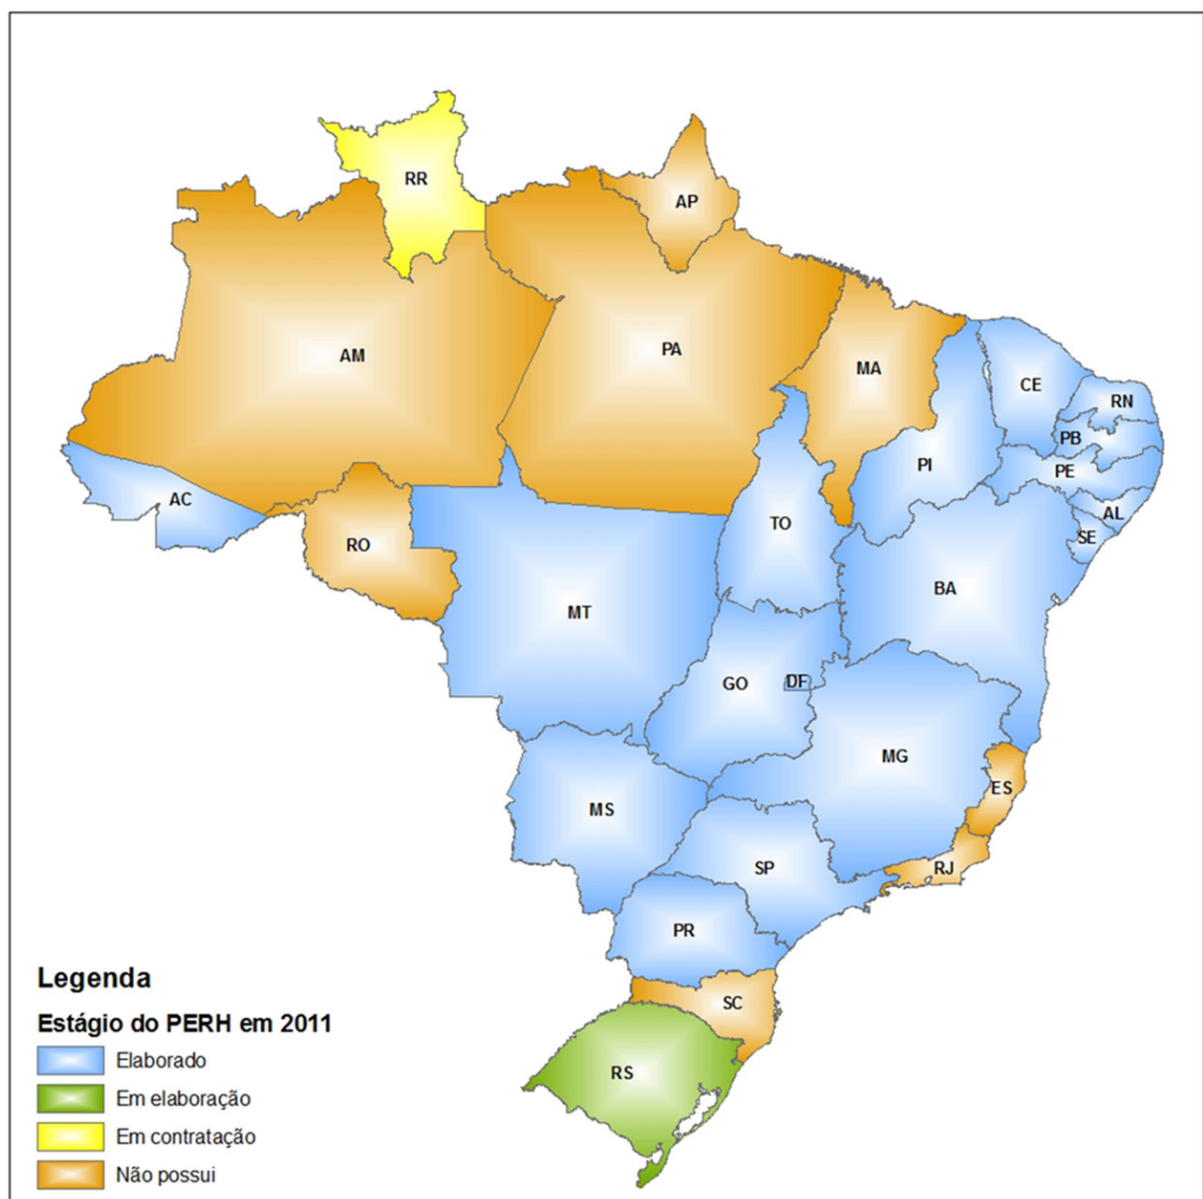 RR
AP
AM
PA
MA
CE
RN
PB
PI
PE
AC
AL
TO
SE
RO
BA
MT
GO
DF
MG
ES
MS
SP
RJ
PR
SC
RS
Legenda
Estágio do PERH em 2011
Elaborado
Em elaboração
Em contratação
Não possui